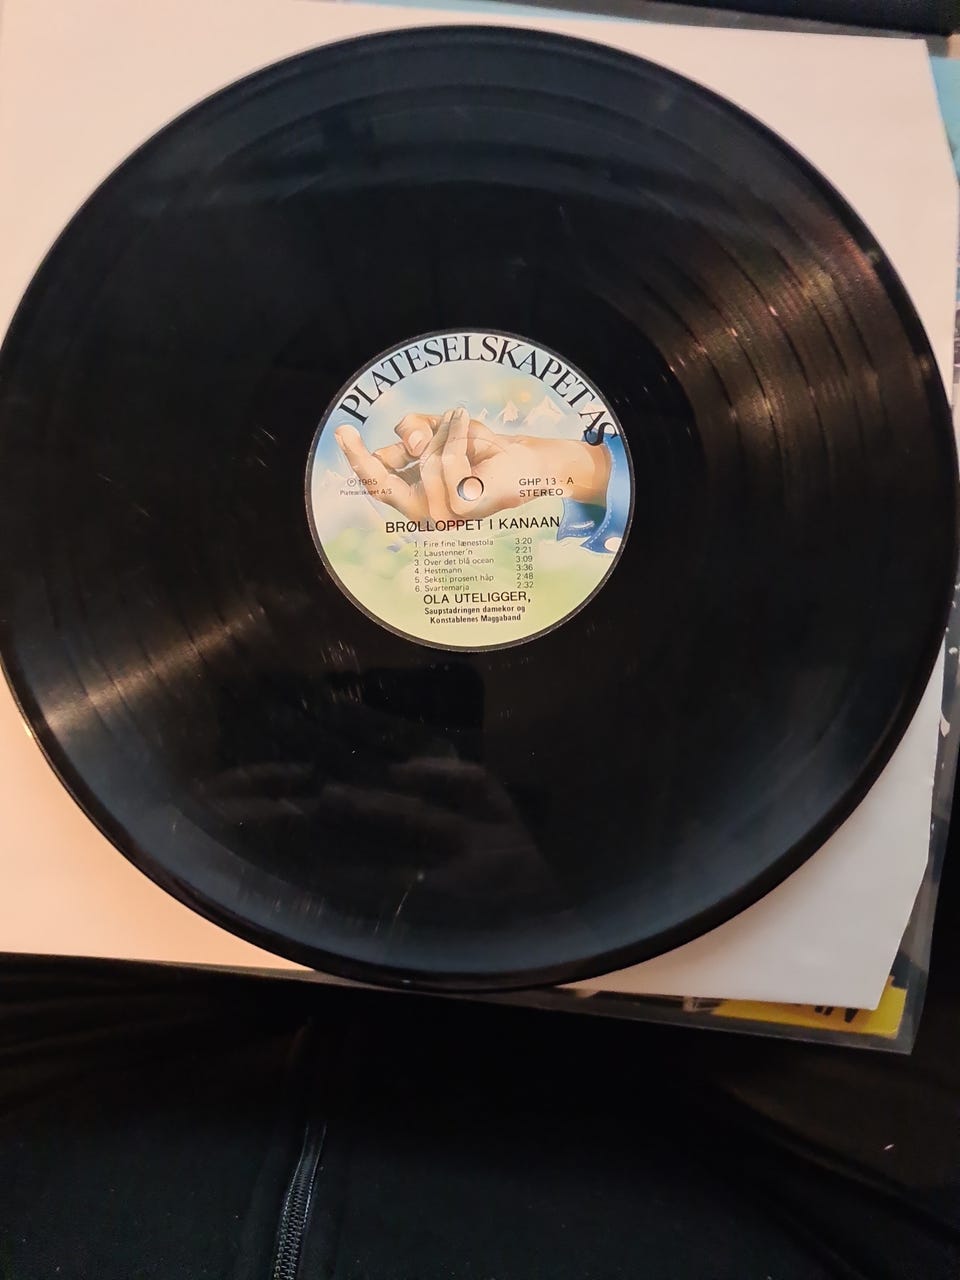 PLATESELSKAPET AS
℗ 1985
Plateselskapet A/S
GHP 13 - A
STEREO
BRØLLOPPET I KANAAN
1. Fire fine lænestola 3:20
2. Laustenner'n 2:21
3. Over det blå ocean 3:09
4. Hestmann 3:36
5. Seksti prosent håp 2:48
6. Svartemarja 2:32
OLA UTELIGGER,
Saupstadringen damekor og
Konstablenes Maggaband